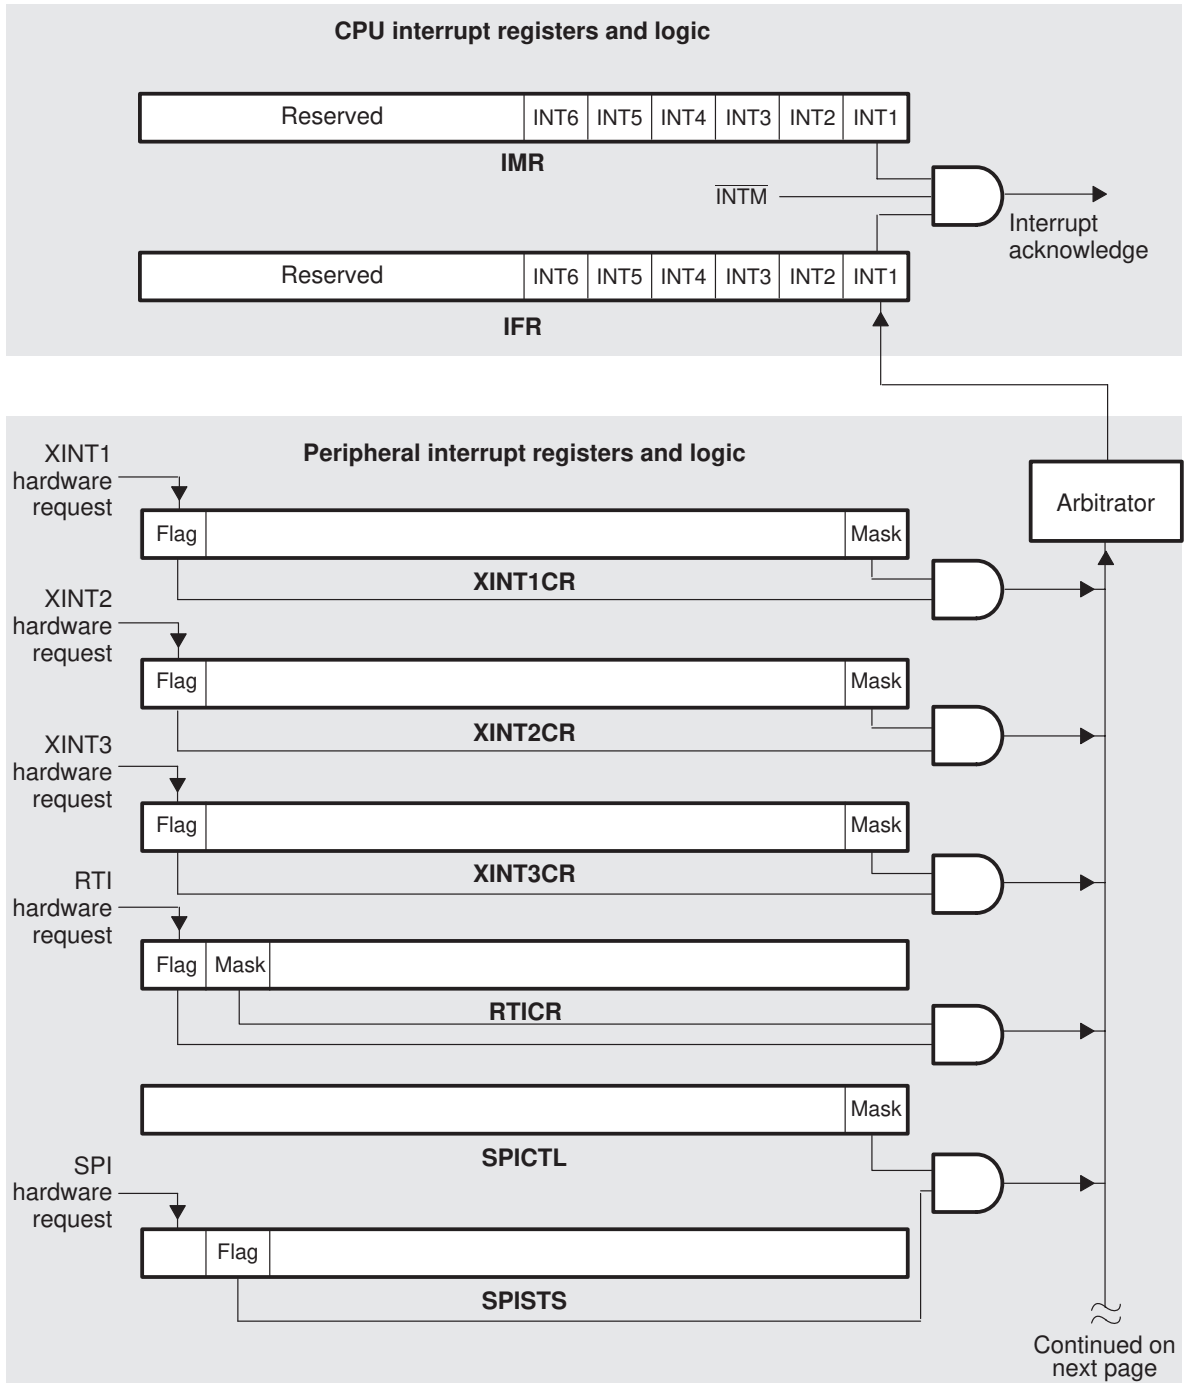 CPU interrupt registers and logic
Reserved INT6 INT5 INT4 INT3 INT2 INT1
IMR
INTM
Interrupt
acknowledge
Reserved INT6 INT5 INT4 INT3 INT2 INT1
IFR
Peripheral interrupt registers and logic
XINT1
hardware
request
Arbitrator
Flag Mask
XINT1CR
XINT2
hardware
request
Flag Mask
XINT2CR
XINT3
hardware
request
Flag Mask
XINT3CR
RTI
hardware
request
Flag Mask
RTICR
Mask
SPICTL
SPI
hardware
request
Flag
SPISTS
Continued on
next page